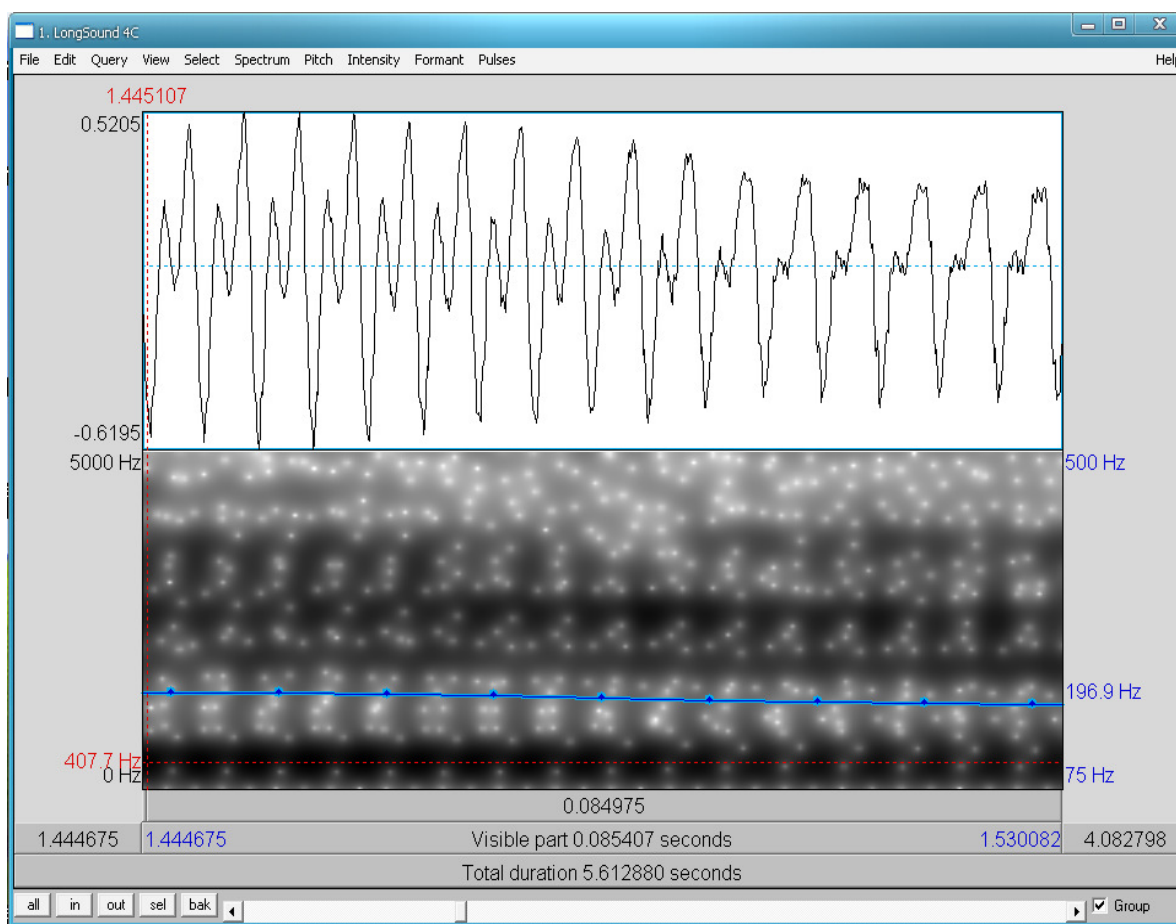 1. LongSound 4C
File Edit Query View Select Spectrum Pitch Intensity Formant Pulses Help
1.445107
0.5205
-0.6195
5000 Hz 500 Hz
196.9 Hz
407.7 Hz
0 Hz 75 Hz
0.084975
1.444675 1.444675 Visible part 0.085407 seconds 1.530082 4.082798
Total duration 5.612880 seconds
all in out sel bak Group